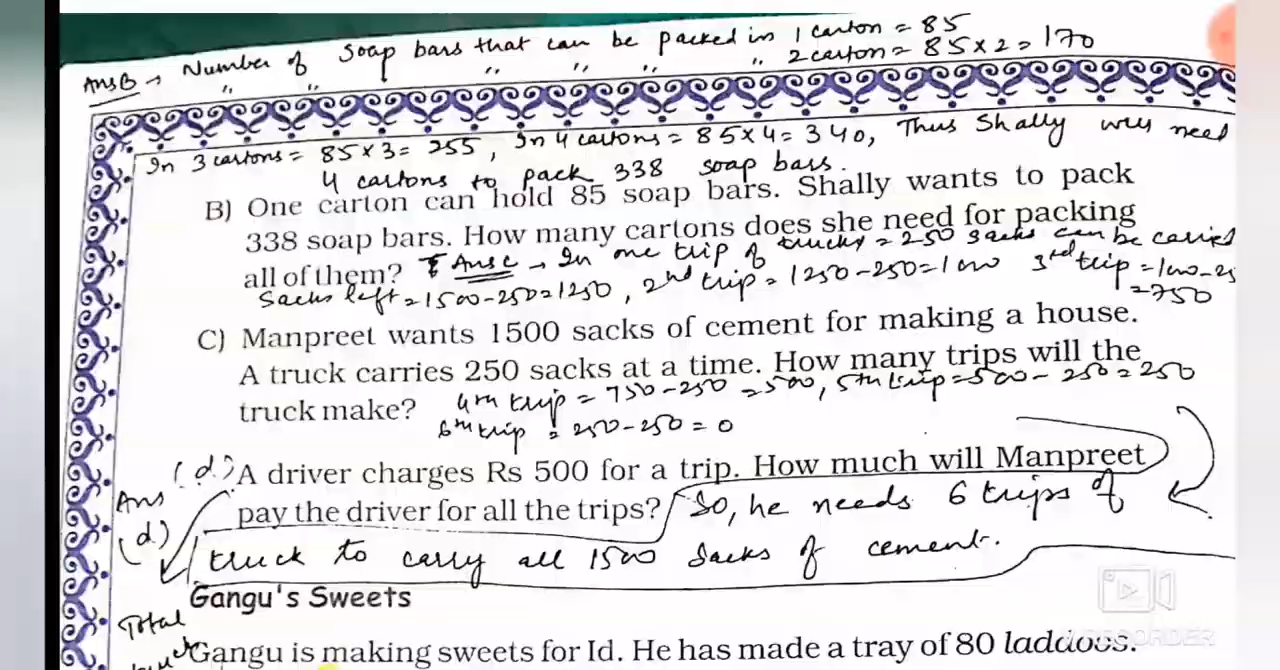 AnsB → Number of soap bars that can be packed in 1 carton = 85
" " " " " " 2 carton = 85 x 2 = 170
In 3 cartons = 85 x 3 = 255, In 4 cartons = 85 x 4 = 340, Thus Shally will need
4 cartons to pack 338 soap bars.
B) One carton can hold 85 soap bars. Shally wants to pack
338 soap bars. How many cartons does she need for packing
all of them?
Ans C → In one trip of trucks = 250 sacks can be carried
Sacks left = 1500-250=1250, 2nd trip = 1250-250=1000 3rd trip = 1000-25
=750
C) Manpreet wants 1500 sacks of cement for making a house.
A truck carries 250 sacks at a time. How many trips will the
truck make?
4th trip = 750-250 = 500, 5th trip = 500-250 = 250
6th trip = 250-250 = 0
(d.) A driver charges Rs 500 for a trip. How much will Manpreet
pay the driver for all the trips?
So, he needs 6 trips of
truck to carry all 1500 sacks of cement.
Ans
(d)
Gangu's Sweets
Total
Gangu is making sweets for Id. He has made a tray of 80 laddoos.